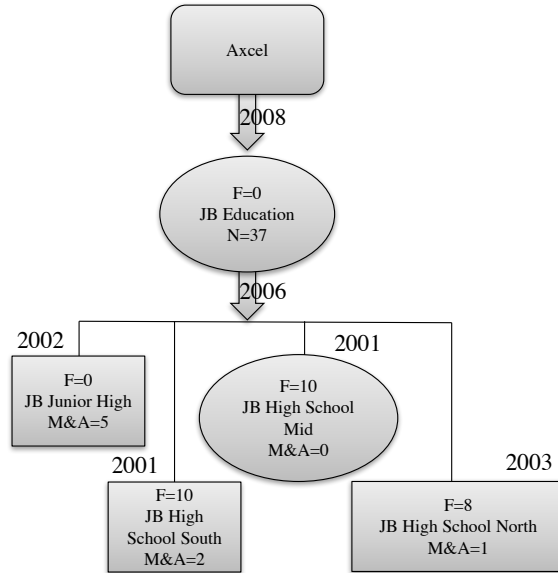 Axcel
2008
F=0
JB Education
N=37
2006
2002
F=0
JB Junior High
M&A=5
2001
F=10
JB High School
Mid
M&A=0
2001
F=10
JB High
School South
M&A=2
2003
F=8
JB High School North
M&A=1